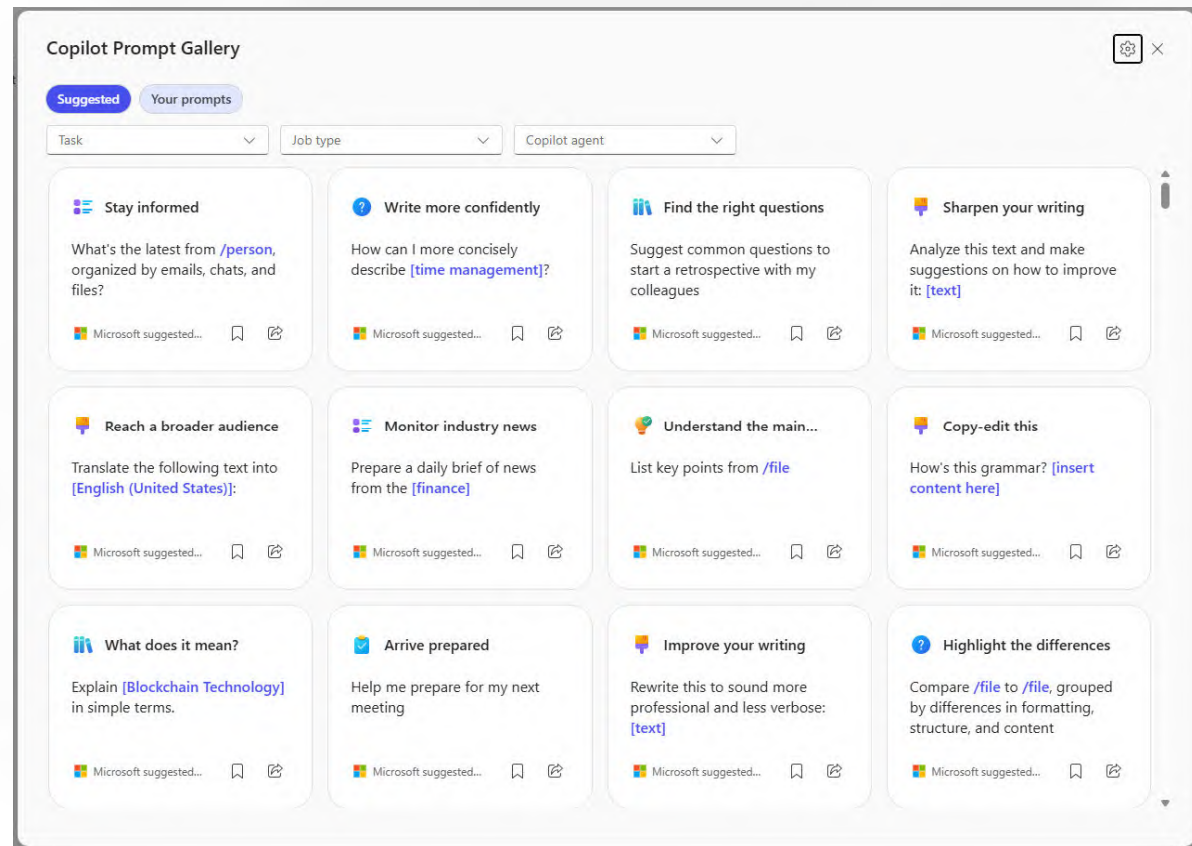 Copilot Prompt Gallery
Suggested
Your prompts
Task
Job type
Copilot agent
Stay informed
What's the latest from /person,
organized by emails, chats, and
files?
Microsoft suggested...
Write more confidently
How can I more concisely
describe [time management]?
Microsoft suggested...
Find the right questions
Suggest common questions to
start a retrospective with my
colleagues
Microsoft suggested...
Sharpen your writing
Analyze this text and make
suggestions on how to improve
it: [text]
Microsoft suggested...
Reach a broader audience
Translate the following text into
[English (United States)]:
Microsoft suggested...
Monitor industry news
Prepare a daily brief of news
from the [finance]
Microsoft suggested...
Understand the main...
List key points from /file
Microsoft suggested...
Copy-edit this
How's this grammar? [insert
content here]
Microsoft suggested...
What does it mean?
Explain [Blockchain Technology]
in simple terms.
Microsoft suggested...
Arrive prepared
Help me prepare for my next
meeting
Microsoft suggested...
Improve your writing
Rewrite this to sound more
professional and less verbose:
[text]
Microsoft suggested...
Highlight the differences
Compare /file to /file, grouped
by differences in formatting,
structure, and content
Microsoft suggested...